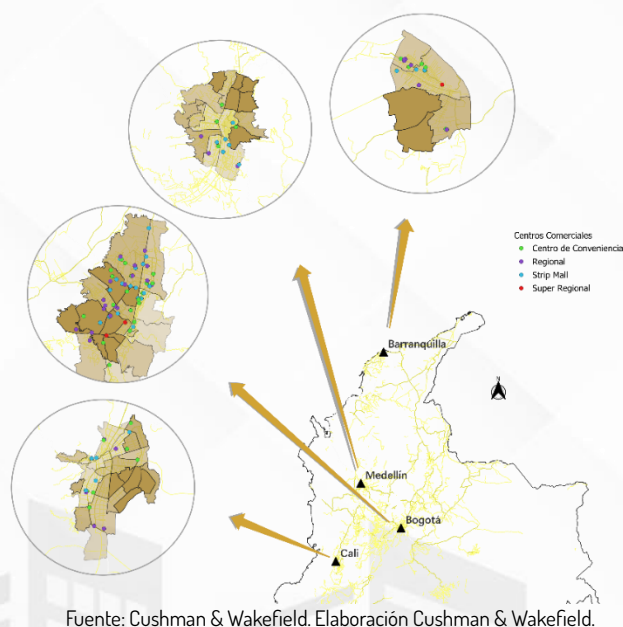 Centros Comerciales
Centro de Conveniencia
Regional
Strip Mall
Super Regional
Barranquilla
Medellín
Bogotá
Cali
Fuente: Cushman & Wakefield. Elaboración Cushman & Wakefield.